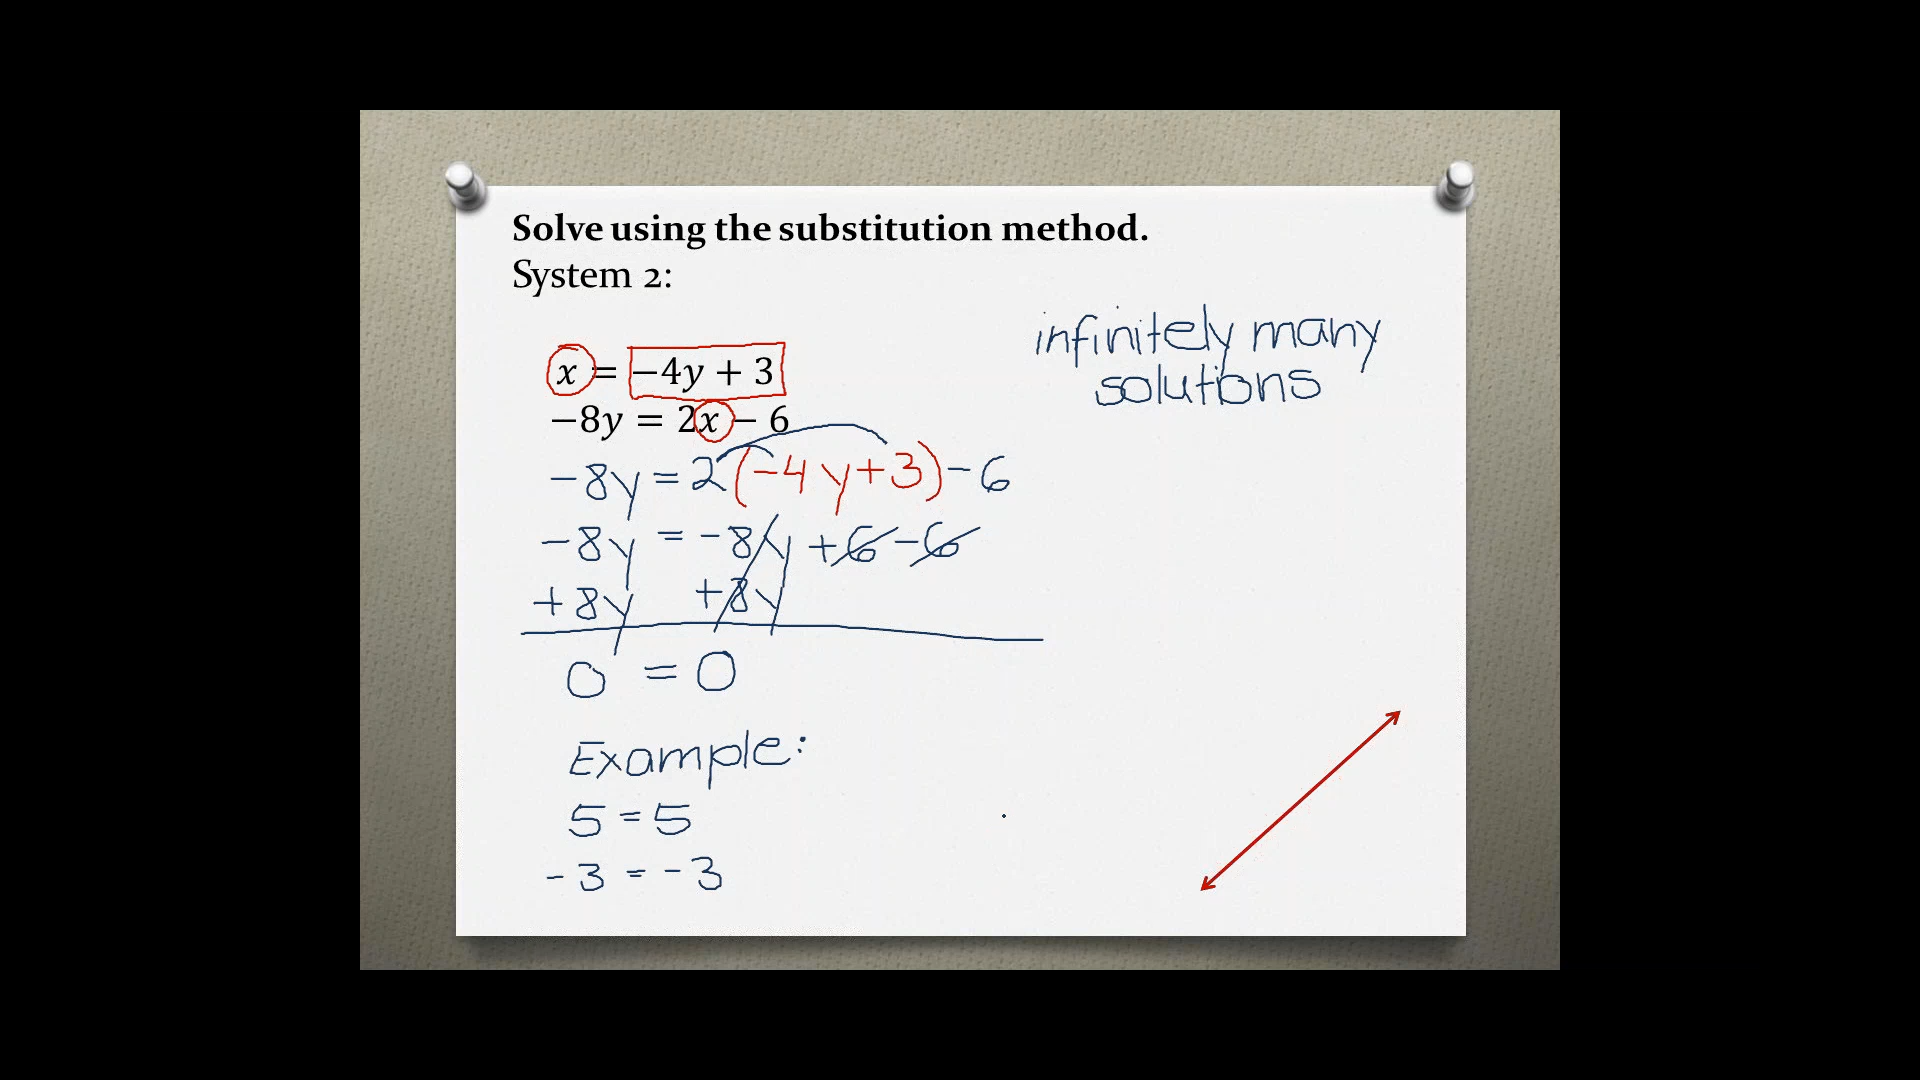 Solve using the substitution method.
System 2:
infinitely many
solutions
x = −4y + 3
−8y = 2x − 6
-8y = 2(-4y+3)-6
-8y = -8y +6-6
+8y +8y
0 = 0
Example:
5 = 5
-3 = -3